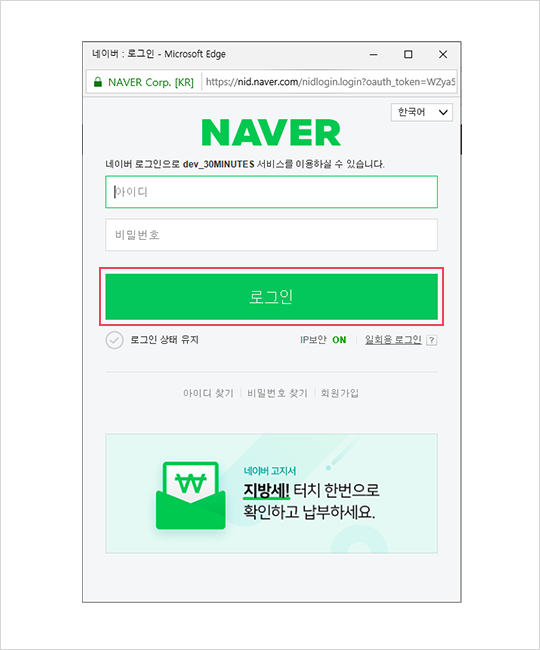 네이버 : 로그인 - Microsoft Edge
NAVER Corp. [KR] https://nid.naver.com/nidlogin.login?oauth_token=WZya5
한국어
NAVER
네이버 로그인으로 dev_30MINUTES 서비스를 이용하실 수 있습니다.
아이디
비밀번호
로그인
로그인 상태 유지 IP보안 ON 일회용 로그인 ?
아이디 찾기 비밀번호 찾기 회원가입
네이버 고지서
지방세! 터치 한번으로
확인하고 납부하세요.